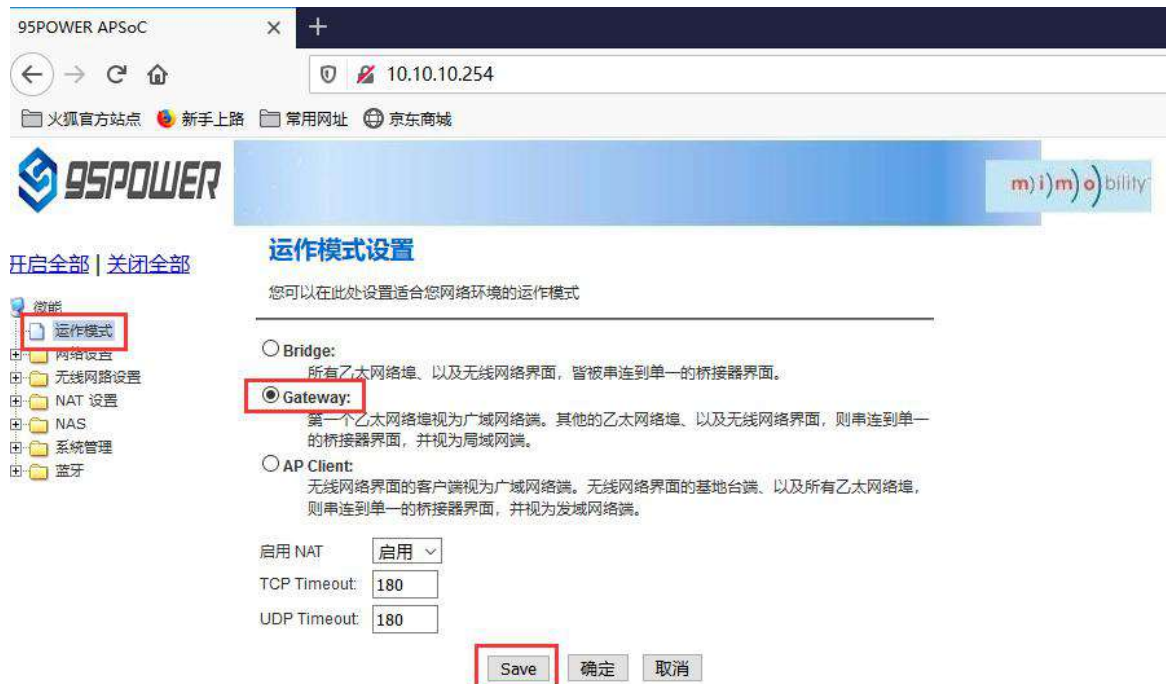 95POWER APSoC
10.10.10.254
火狐官方站点 新手上路 常用网址 京东商城
95POWER
m)i)m)o)bility
开启全部 | 关闭全部
微能
运作模式
网络设置
无线网路设置
NAT 设置
NAS
系统管理
蓝牙
运作模式设置
您可以在此处设置适合您网络环境的运作模式
Bridge:
所有乙太网络埠、以及无线网络界面，皆被串连到单一的桥接器界面。
Gateway:
第一个乙太网络埠视为广域网络端。其他的乙太网络埠、以及无线网络界面，则串连到单一
的桥接器界面，并视为局域网端。
AP Client:
无线网络界面的客户端视为广域网络端。无线网络界面的基地台端、以及所有乙太网络埠，
则串连到单一的桥接器界面，并视为发域网络端。
启用 NAT 启用
TCP Timeout: 180
UDP Timeout: 180
Save 确定 取消